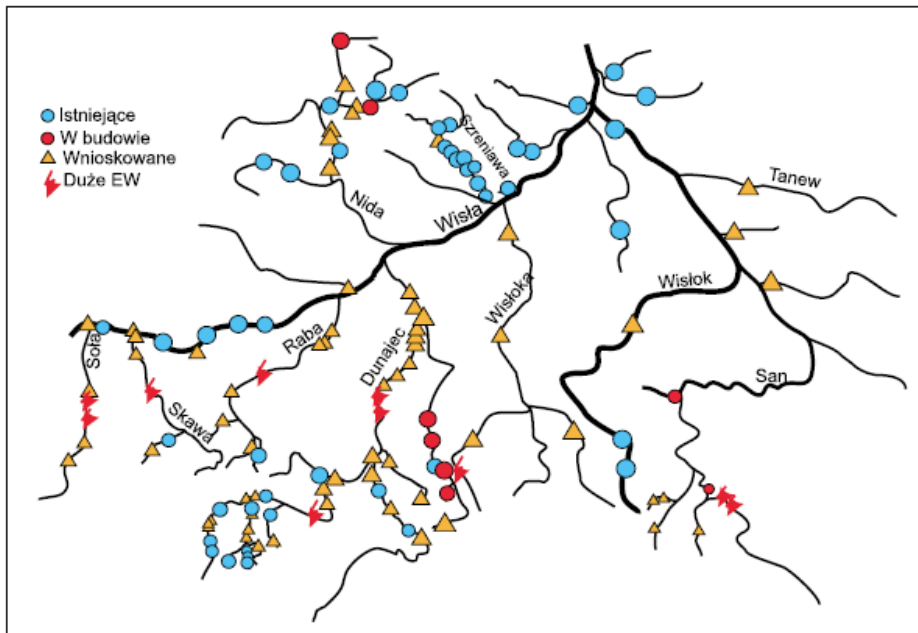 Istniejące
W budowie
Wnioskowane
Duże EW
Szreniawa
Tanew
Nida
Wisła
Wisłok
Wisłoka
Raba
Soła
Dunajec
San
Skawa